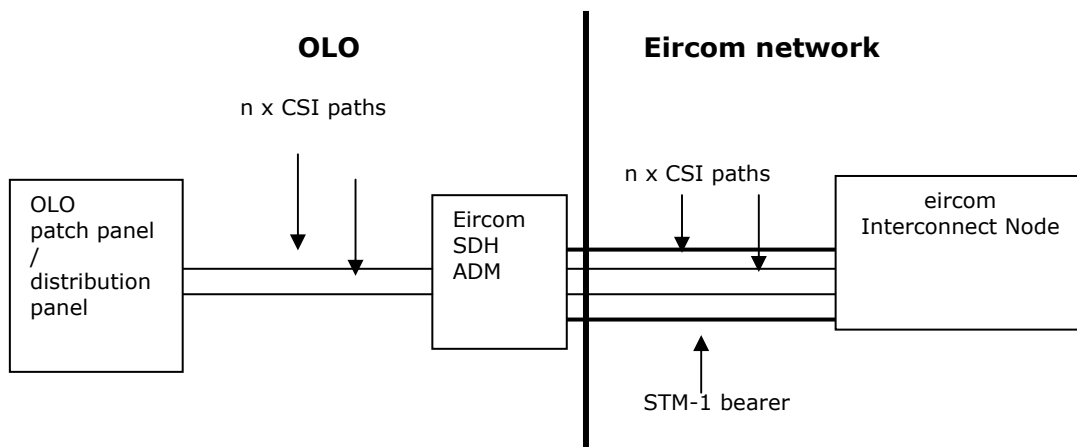 OLO
Eircom network
n x CSI paths
n x CSI paths
OLO
patch panel
/
distribution
panel
Eircom
SDH
ADM
eircom
Interconnect Node
STM-1 bearer